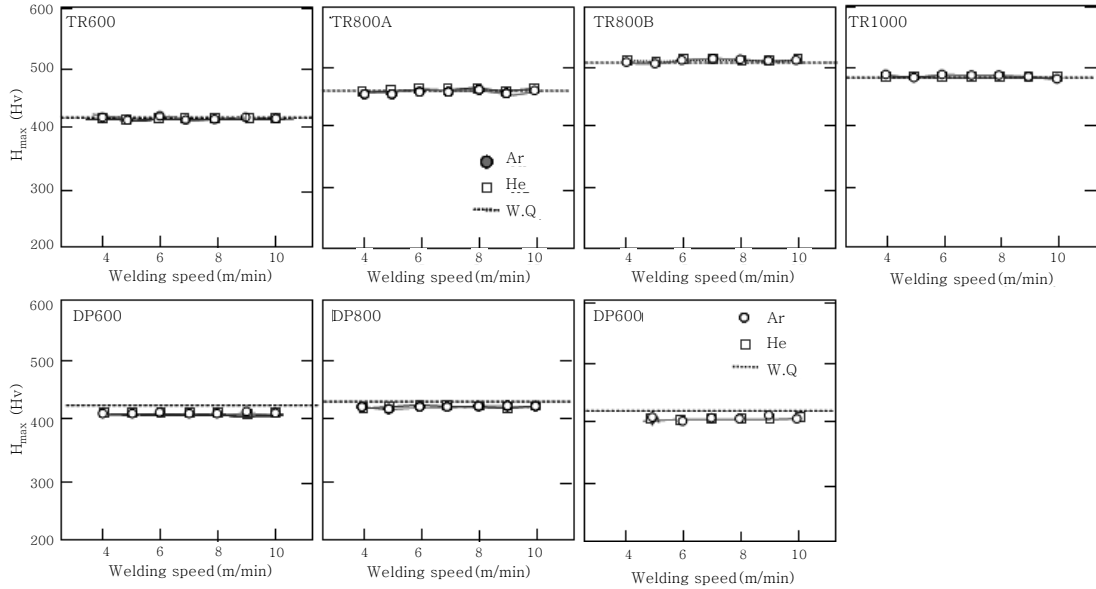 600
500
400
300
200
H_max (Hv)
TR600
4 6 8 10
Welding speed(m/min)
TR800A
Ar
He
W.Q
4 6 8 10
Welding speed(m/min)
TR800B
4 6 8 10
Welding speed(m/min)
TR1000
4 6 8 10
Welding speed(m/min)
600
500
400
300
200
H_max (Hv)
DP600
4 6 8 10
Welding speed(m/min)
DP800
4 6 8 10
Welding speed(m/min)
DP600
Ar
He
W.Q
4 6 8 10
Welding speed(m/min)